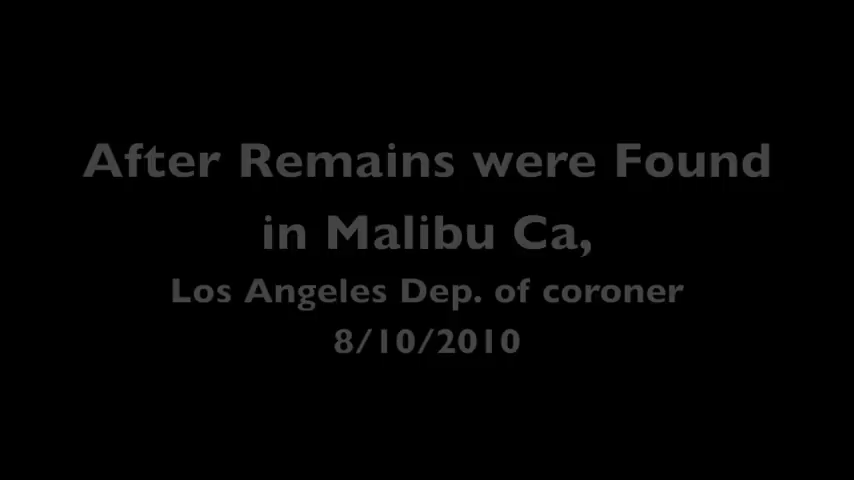 After Remains were Found
in Malibu Ca,
Los Angeles Dep. of coroner
8/10/2010